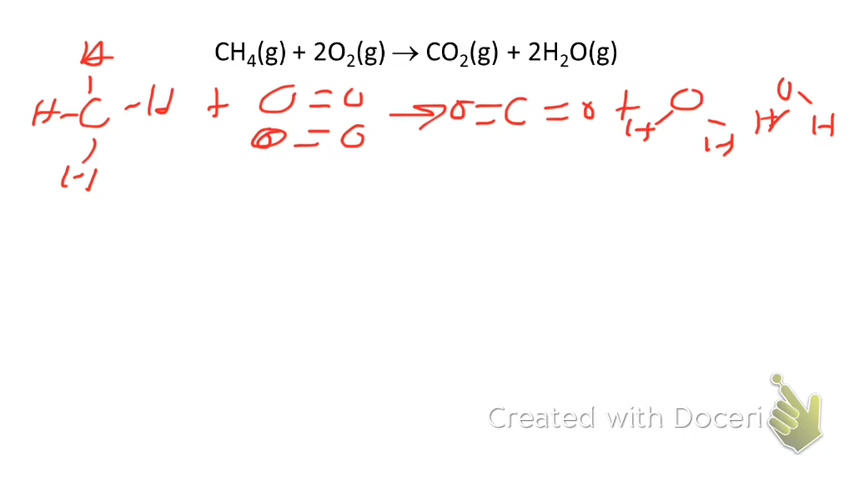 CH₄(g) + 2O₂(g) → CO₂(g) + 2H₂O(g)
H
H-C-H + O=O → O=C=O + O O
O=O H H H H
H
Created with Doceri